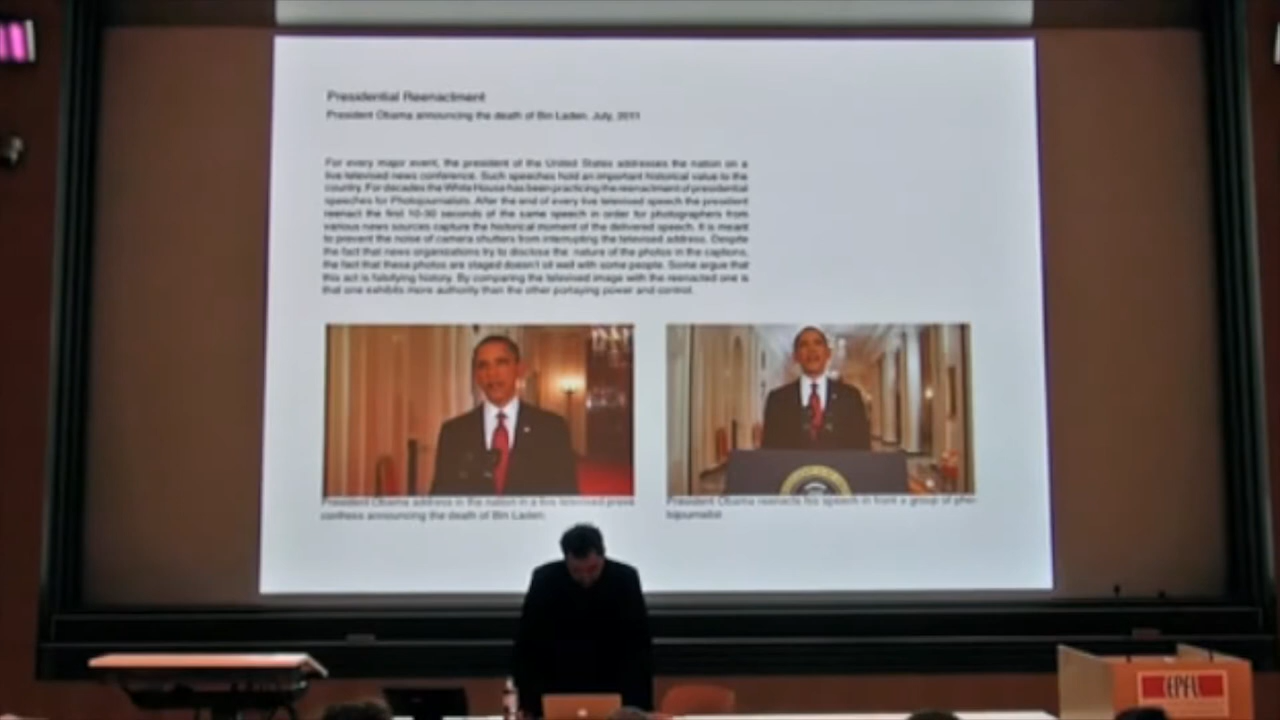 Presidential Reenactment
President Obama announcing the death of Bin Laden. July, 2011
For every major event, the president of the United States addresses the nation on a
live televised news conference. Such speeches hold an important historical value to the
country. For decades the White House has been practicing the reenactment of presidential
speeches for Photojournalists. After the end of every live televised speech the president
reenact the first 10-30 seconds of the same speech in order for photographers from
various news sources capture the historical moment of the delivered speech. It is meant
to prevent the noise of camera shutters from interrupting the televised address. Despite
the fact that news organizations try to disclose the nature of the photos in the captions,
the fact that these photos are staged doesn't sit well with some people. Some argue that
this act is falsifying history. By comparing the televised image with the reenacted one is
that one exhibits more authority than the other portaying power and control.
President Obama address in the nation in a live televised
announcing the death of Bin Laden.
President Obama reenacts his speech in front a group of pho-
tojournalist
EPFL